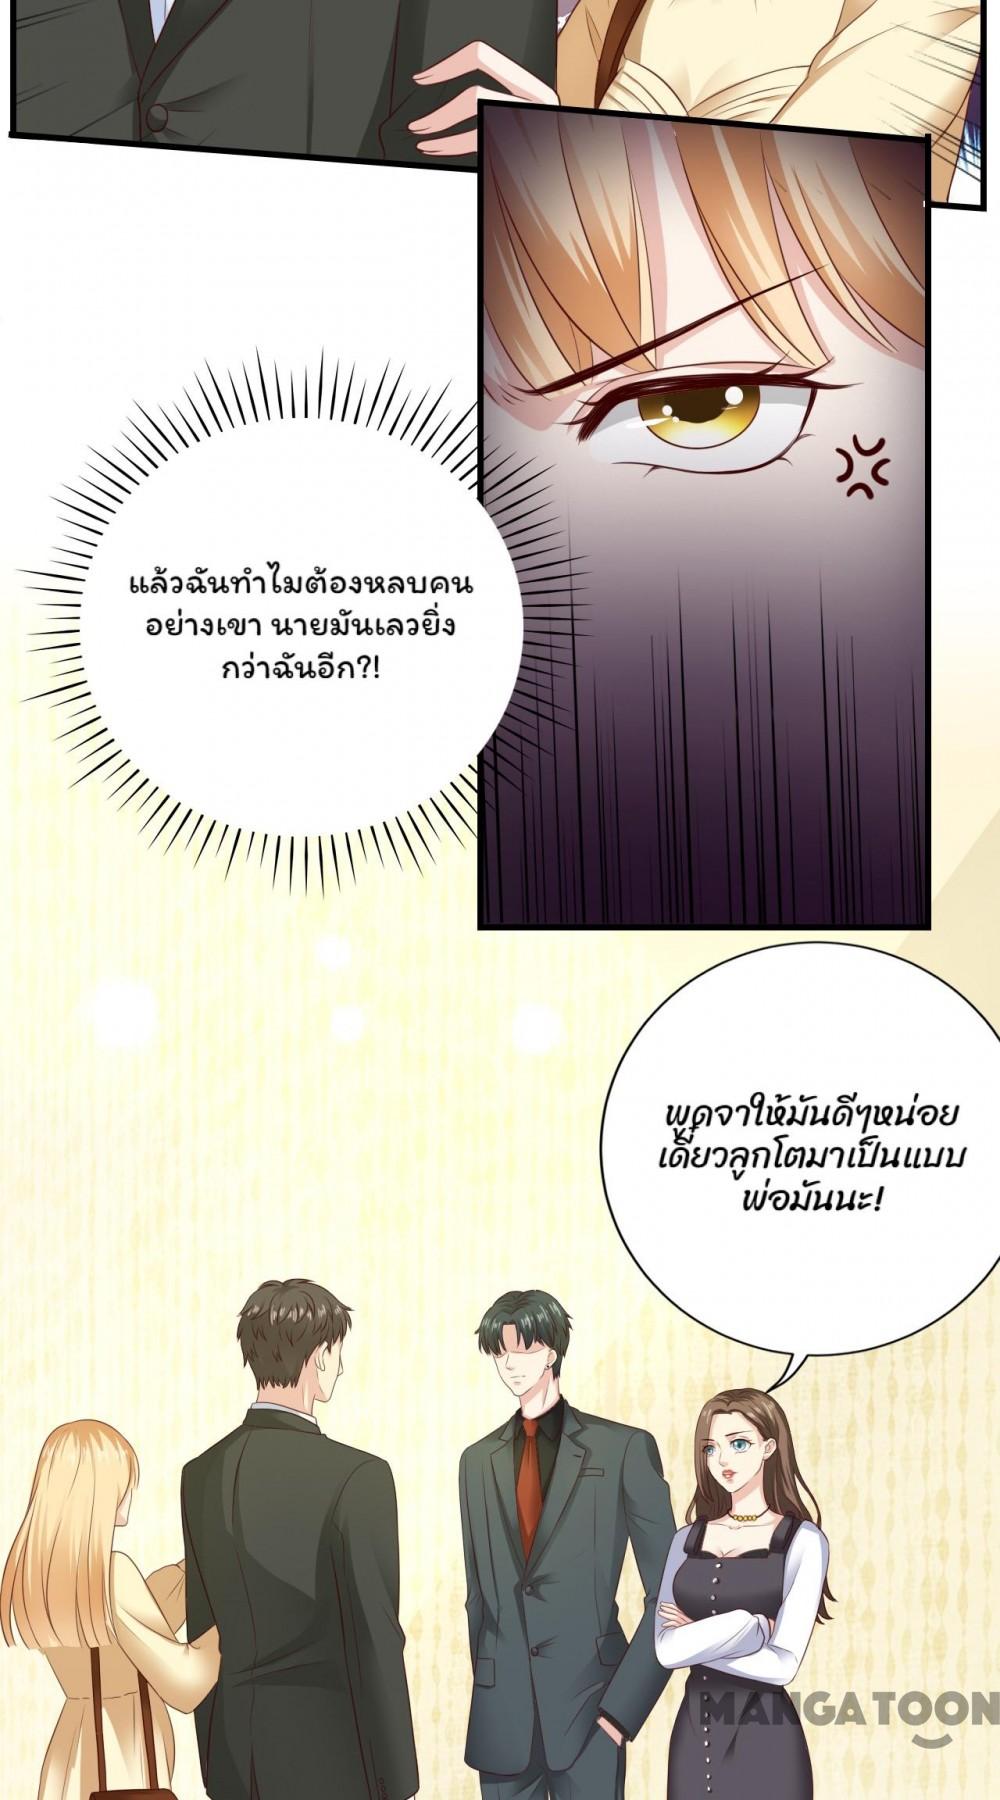 แล้วฉันทำไมต้องหลบคน
อย่างเขา นายมันเลวยิ่ง
กว่าฉันอีก?!
พูดจาให้มันดีๆหน่อย
เดี๋ยวลูกโตมาเป็นแบบ
พ่อมันนะ!
MANGATOON